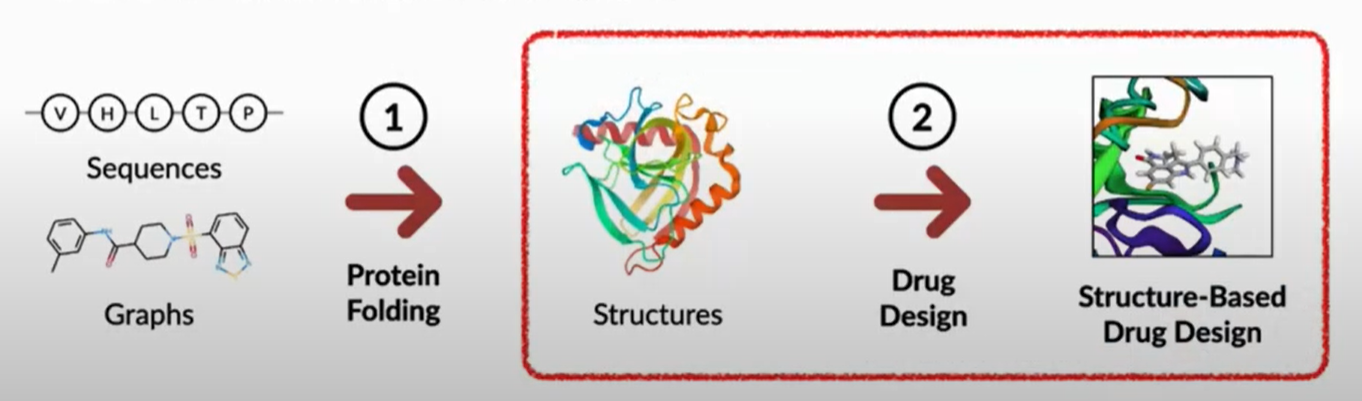 V H L T P
Sequences
Graphs
1
Protein
Folding
Structures
2
Drug
Design
Structure-Based
Drug Design